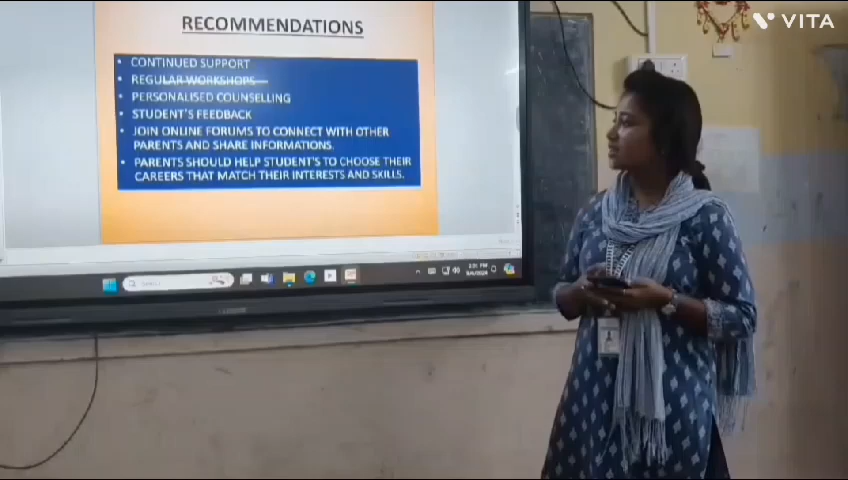 RECOMMENDATIONS
VITA
• CONTINUED SUPPORT
• REGULAR WORKSHOPS
• PERSONALISED COUNSELLING
• STUDENT'S FEEDBACK
• JOIN ONLINE FORUMS TO CONNECT WITH OTHER
PARENTS AND SHARE INFORMATIONS.
• PARENTS SHOULD HELP STUDENT'S TO CHOOSE THEIR
CAREERS THAT MATCH THEIR INTERESTS AND SKILLS.
Search